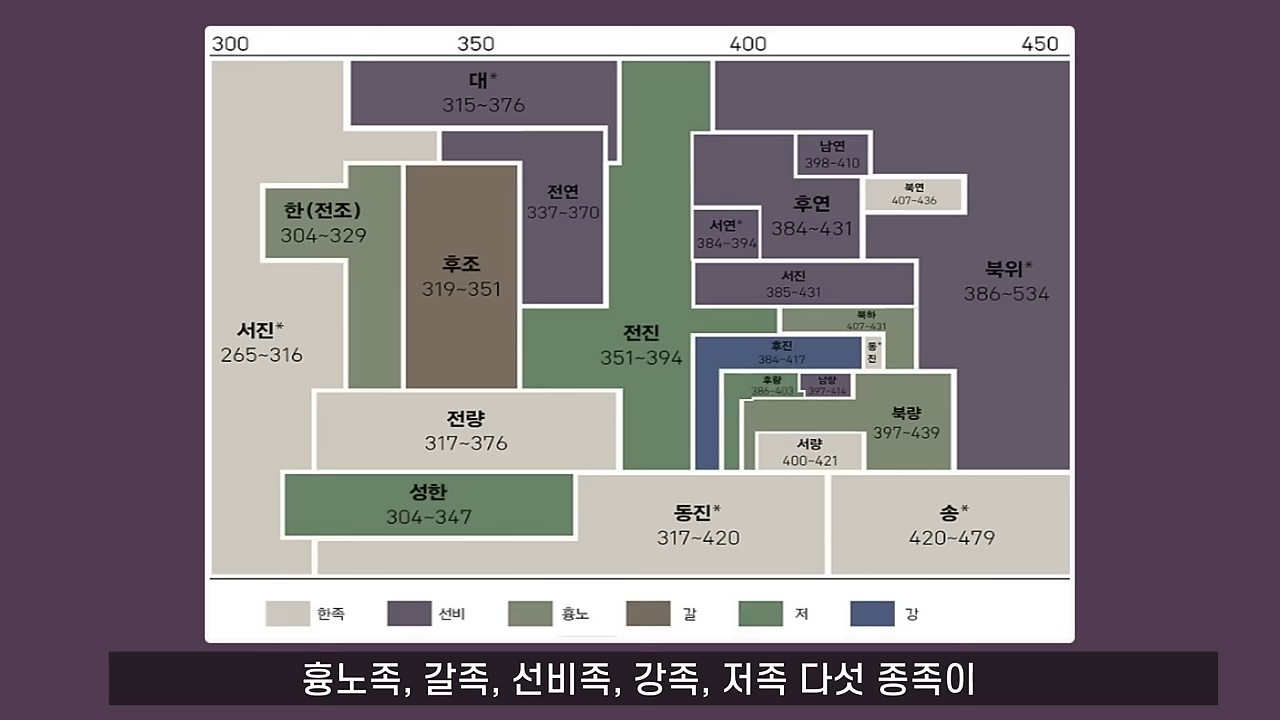 300 350 400 450
대*
315~376
남연
398~410
전연
337~370
북연
407~436
한(전조)
304~329
후연
384~431
서연*
384~394
후조
319~351
북위*
386~534
서진
385~431
서진*
265~316
전진
351~394
북하
407~431
후진
384~417
동*
진
후량
386~403
남량
397~414
전량
317~376
북량
397~439
서량
400~421
성한
304~347
동진*
317~420
송*
420~479
한족 선비 흉노 갈 저 강
흉노족, 갈족, 선비족, 강족, 저족 다섯 종족이